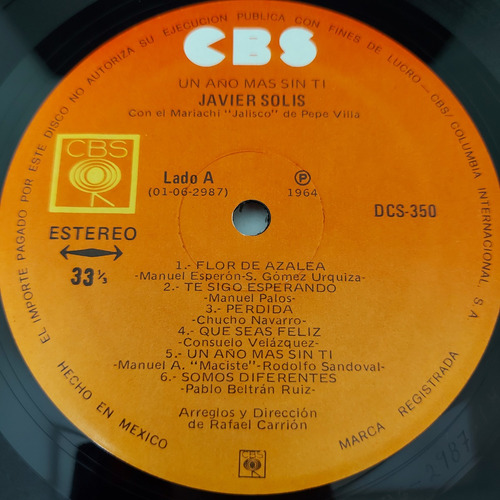 EL IMPORTE PAGADO POR ESTE DISCO NO AUTORIZA SU EJECUCION PUBLICA CON FINES DE LUCRO—CBS/COLUMBIA INTERNACIONAL, S.A.
CBS
UN AÑO MAS SIN TI
JAVIER SOLIS
Con el Mariachi "Jalisco" de Pepe Villa
CBS
Lado A
(01-06-2987)
P
1964
DCS-350
ESTEREO
33 1/3
1.- FLOR DE AZALEA
-Manuel Esperón-S. Gómez Urquiza-
2.- TE SIGO ESPERANDO
-Manuel Palos-
3.- PERDIDA
-Chucho Navarro-
4.- QUE SEAS FELIZ
-Consuelo Velázquez-
5.- UN AÑO MAS SIN TI
-Manuel A. "Maciste"-Rodolfo Sandoval-
6.- SOMOS DIFERENTES
-Pablo Beltrán Ruiz-
Arreglos y Dirección
de Rafael Carrión
HECHO EN MEXICO
MARCA REGISTRADA